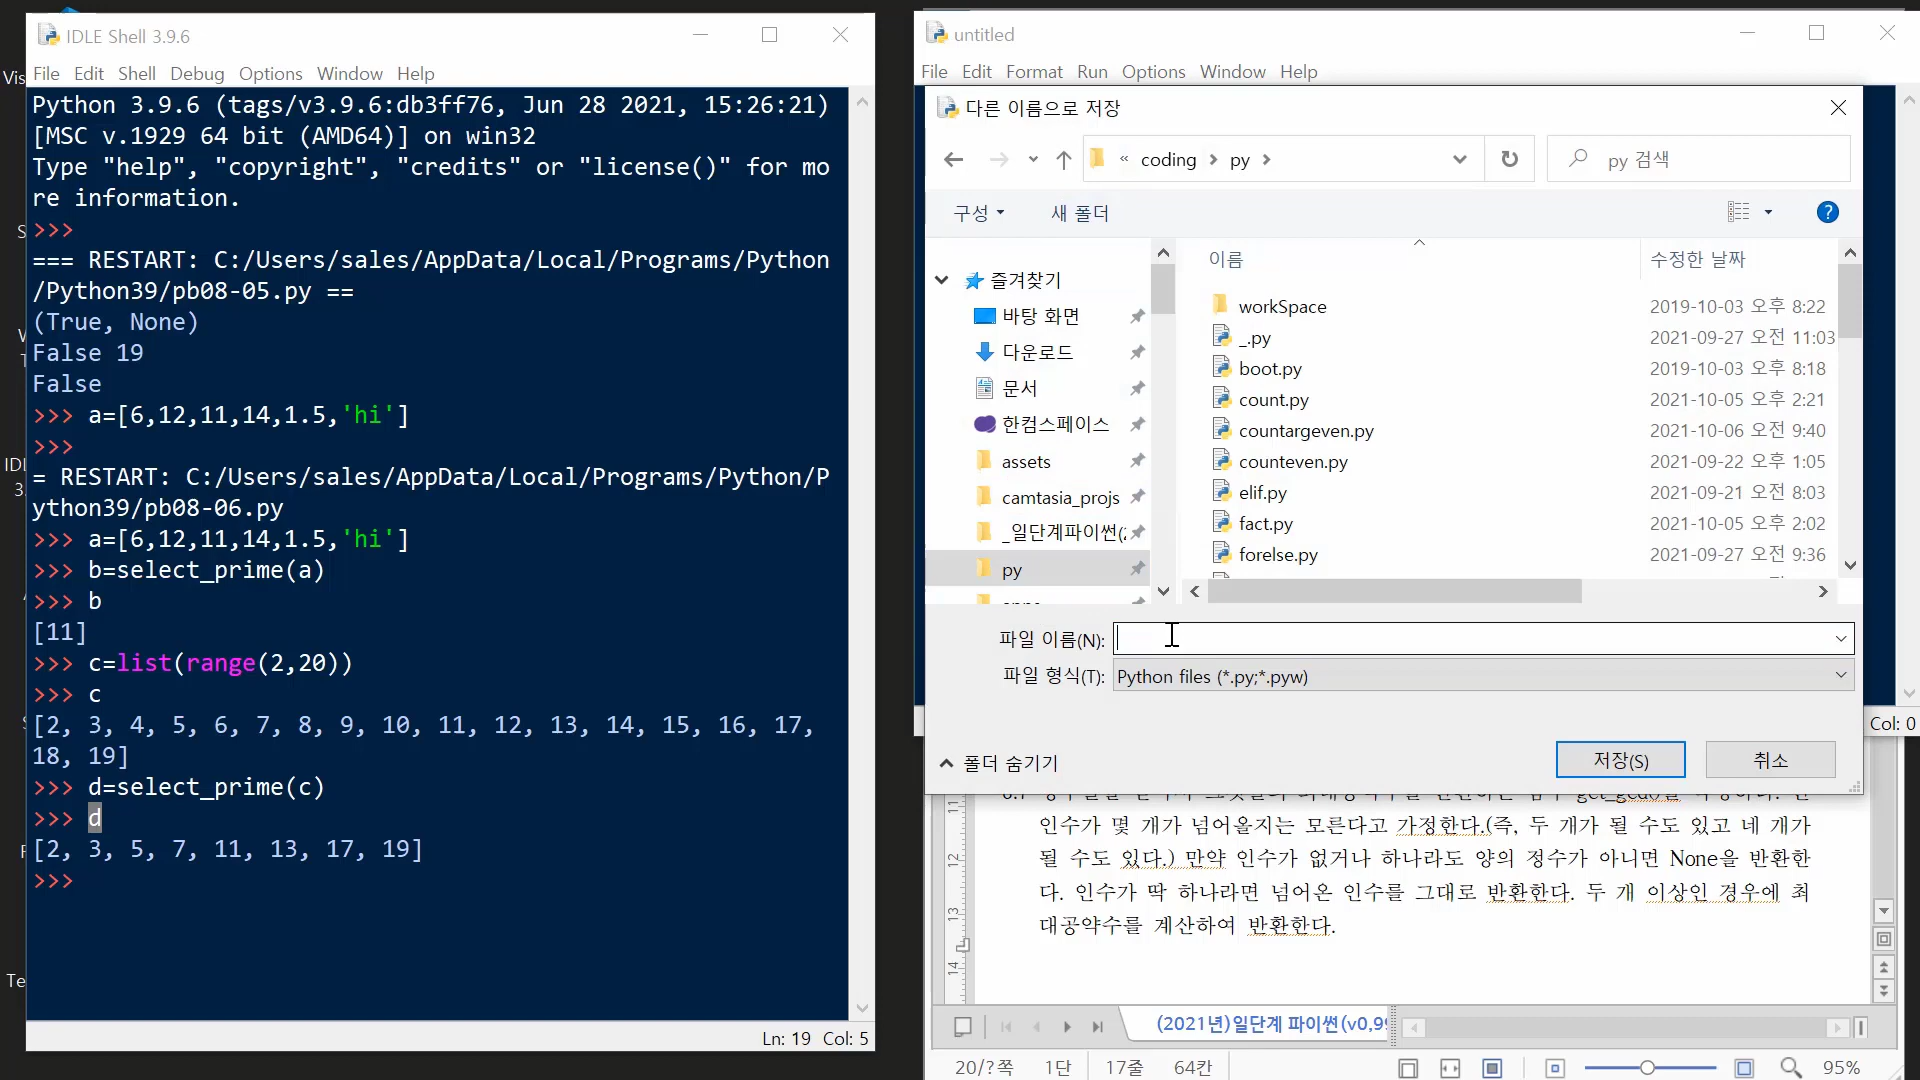 IDLE Shell 3.9.6
File Edit Shell Debug Options Window Help
Python 3.9.6 (tags/v3.9.6:db3ff76, Jun 28 2021, 15:26:21)
[MSC v.1929 64 bit (AMD64)] on win32
Type "help", "copyright", "credits" or "license()" for mo
re information.
>>>
=== RESTART: C:/Users/sales/AppData/Local/Programs/Python
/Python39/pb08-05.py ==
(True, None)
False 19
False
>>> a=[6,12,11,14,1.5,'hi']
>>>
= RESTART: C:/Users/sales/AppData/Local/Programs/Python/P
ython39/pb08-06.py
>>> a=[6,12,11,14,1.5,'hi']
>>> b=select_prime(a)
>>> b
[11]
>>> c=list(range(2,20))
>>> c
[2, 3, 4, 5, 6, 7, 8, 9, 10, 11, 12, 13, 14, 15, 16, 17,
18, 19]
>>> d=select_prime(c)
>>> d
[2, 3, 5, 7, 11, 13, 17, 19]
>>>
Ln: 19 Col: 5
untitled
File Edit Format Run Options Window Help
다른 이름으로 저장
« coding > py >
py 검색
구성 새 폴더
즐겨찾기
바탕 화면
다운로드
문서
한컴스페이스
assets
camtasia_projs
_일단계파이썬(
py
이름 수정한 날짜
workSpace 2019-10-03 오후 8:22
_.py 2021-09-27 오전 11:03
boot.py 2019-10-03 오후 8:18
count.py 2021-10-05 오후 2:21
countargeven.py 2021-10-06 오전 9:40
counteven.py 2021-09-22 오후 1:05
elif.py 2021-09-21 오후 8:03
fact.py 2021-10-05 오후 2:02
forelse.py 2021-09-27 오전 9:36
파일 이름(N):
파일 형식(T): Python files (*.py;*.pyw)
폴더 숨기기
저장(S) 취소
Col: 0
인수가 몇 개가 넘어올지는 모른다고 가정한다.(즉, 두 개가 될 수도 있고 네 개가
될 수도 있다.) 만약 인수가 없거나 하나라도 양의 정수가 아니면 None을 반환한
다. 인수가 딱 하나라면 넘어온 인수를 그대로 반환한다. 두 개 이상인 경우에 최
대공약수를 계산하여 반환한다.
11
12
13
14
(2021년)일단계 파이썬(v0,9
20/?쪽 1단 17줄 64칸 95%